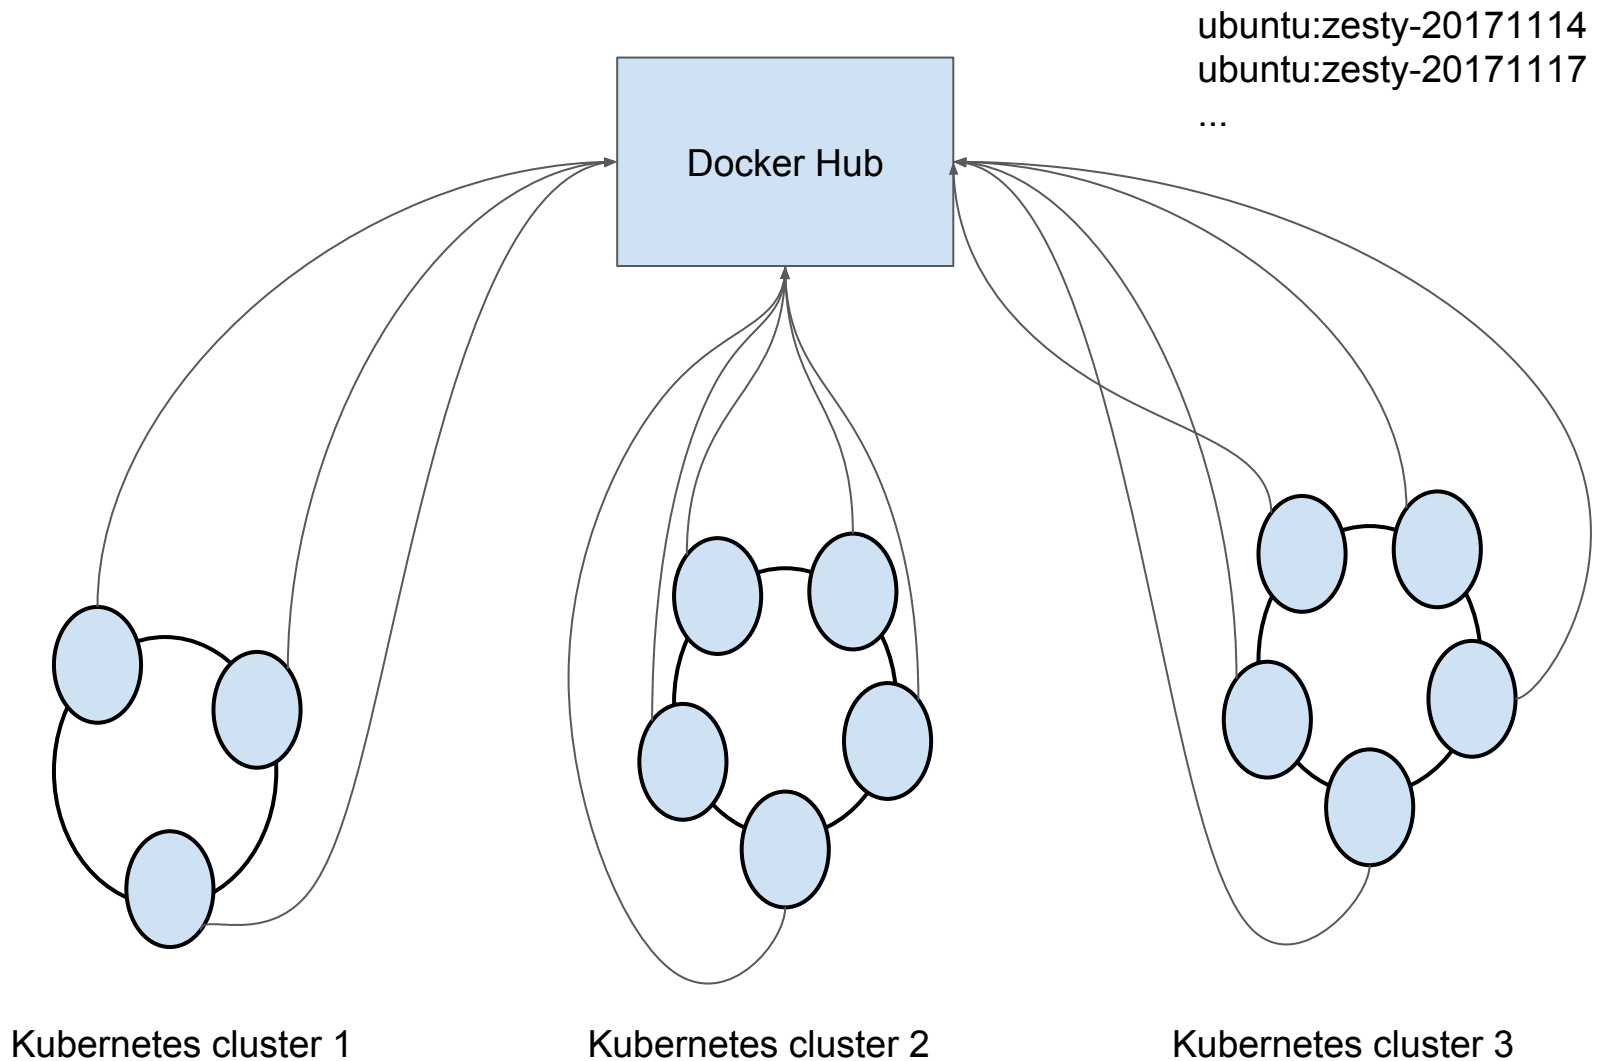 ubuntu:zesty-20171114
ubuntu:zesty-20171117
...
Docker Hub
Kubernetes cluster 1
Kubernetes cluster 2
Kubernetes cluster 3